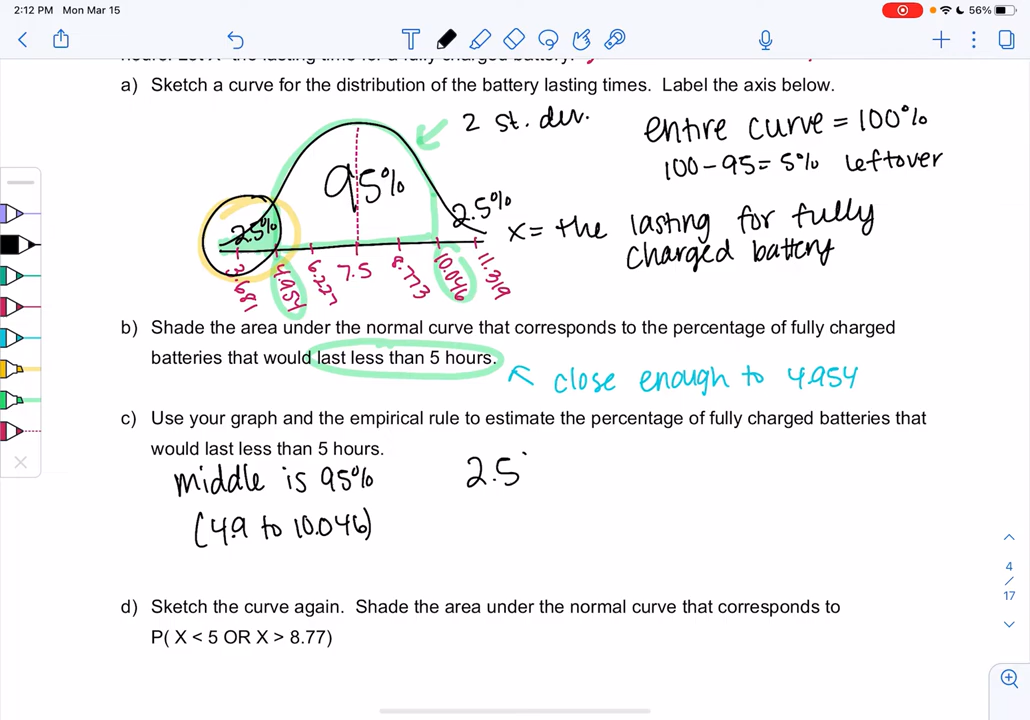 2:12 PM Mon Mar 15
56%
T
a) Sketch a curve for the distribution of the battery lasting times. Label the axis below.
2 st. dev.
entire curve = 100%
100-95=5% leftover
95%
2.5%
2.5%
x= the lasting for fully
charged battery
3.681 4.954 6.227 7.5 8.773 10.046 11.319
b) Shade the area under the normal curve that corresponds to the percentage of fully charged
batteries that would last less than 5 hours.
close enough to 4.954
c) Use your graph and the empirical rule to estimate the percentage of fully charged batteries that
would last less than 5 hours.
middle is 95%
2.5
(4.9 to 10.046)
4
/
17
d) Sketch the curve again. Shade the area under the normal curve that corresponds to
P( X < 5 OR X > 8.77)